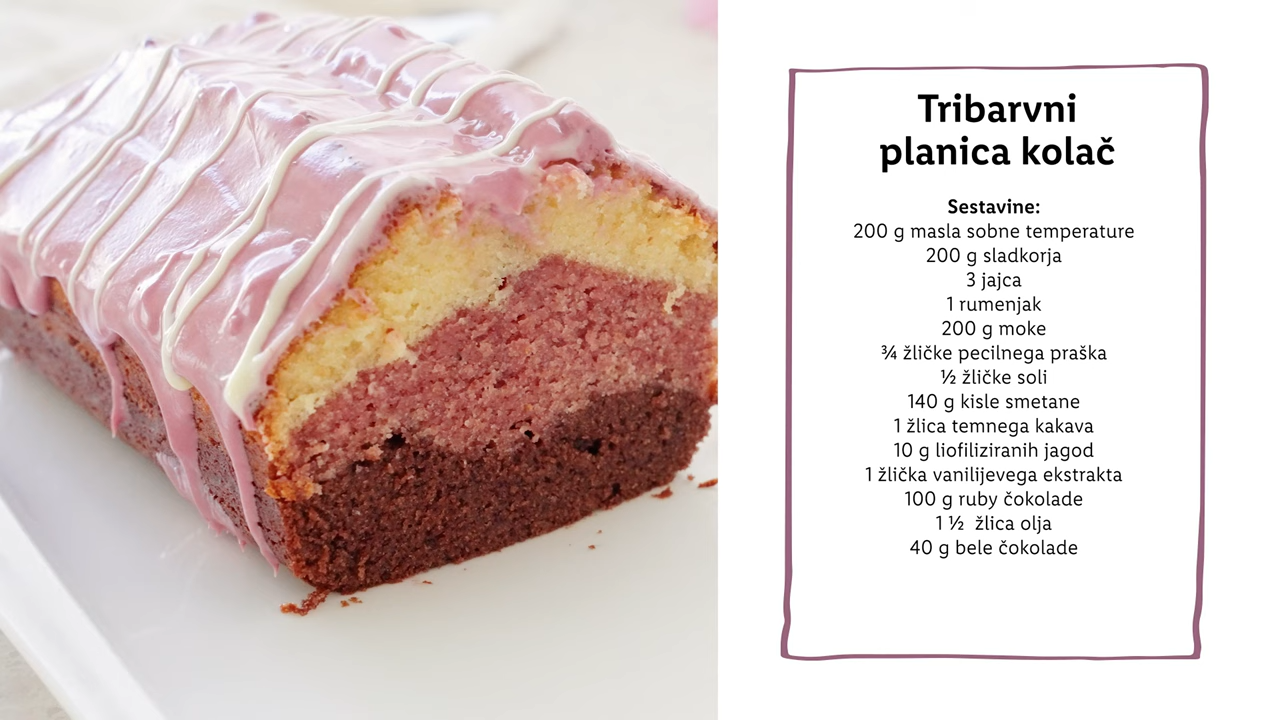 Tribarvni
planica kolač
Sestavine:
200 g masla sobne temperature
200 g sladkorja
3 jajca
1 rumenjak
200 g moke
¾ žličke pecilnega praška
½ žličke soli
140 g kisle smetane
1 žlica temnega kakava
10 g liofiliziranih jagod
1 žlička vanilijevega ekstrakta
100 g ruby čokolade
1 ½ žlica olja
40 g bele čokolade